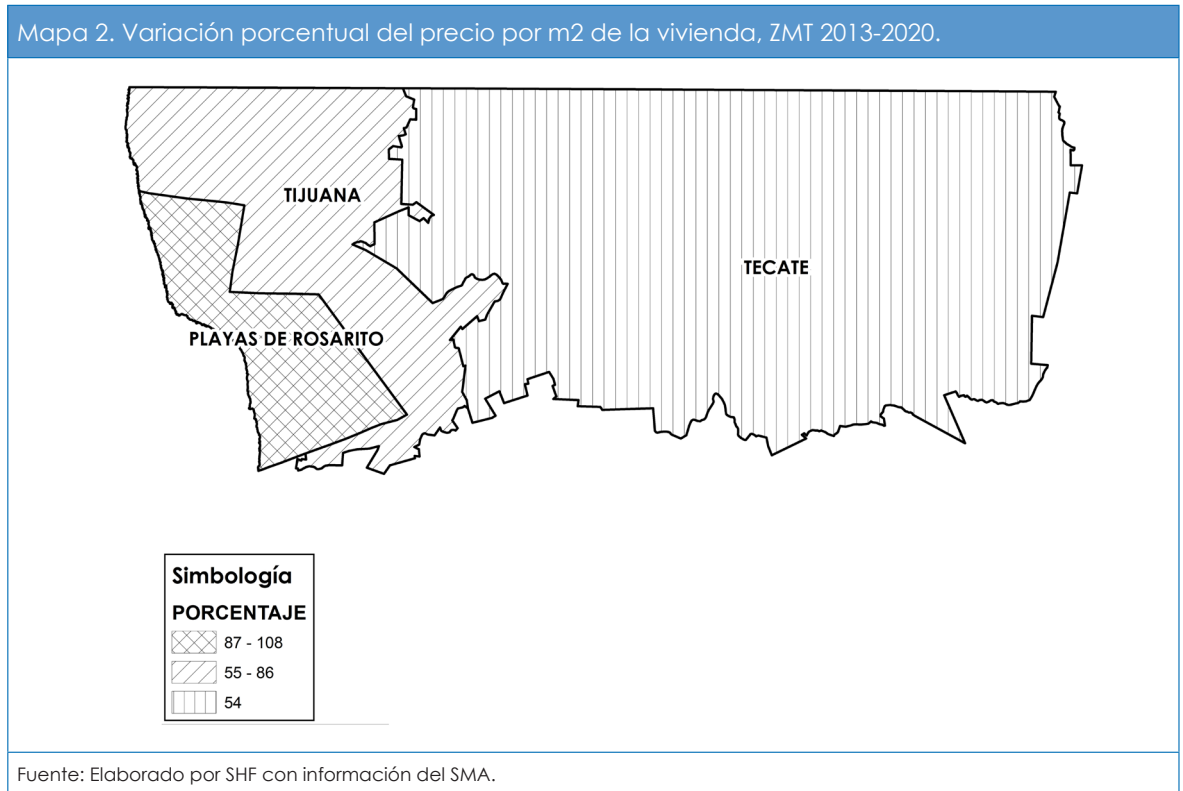 Mapa 2. Variación porcentual del precio por m2 de la vivienda, ZMT 2013-2020.
TIJUANA
TECATE
PLAYAS DE ROSARITO
Simbología
PORCENTAJE
87 - 108
55 - 86
54
Fuente: Elaborado por SHF con información del SMA.